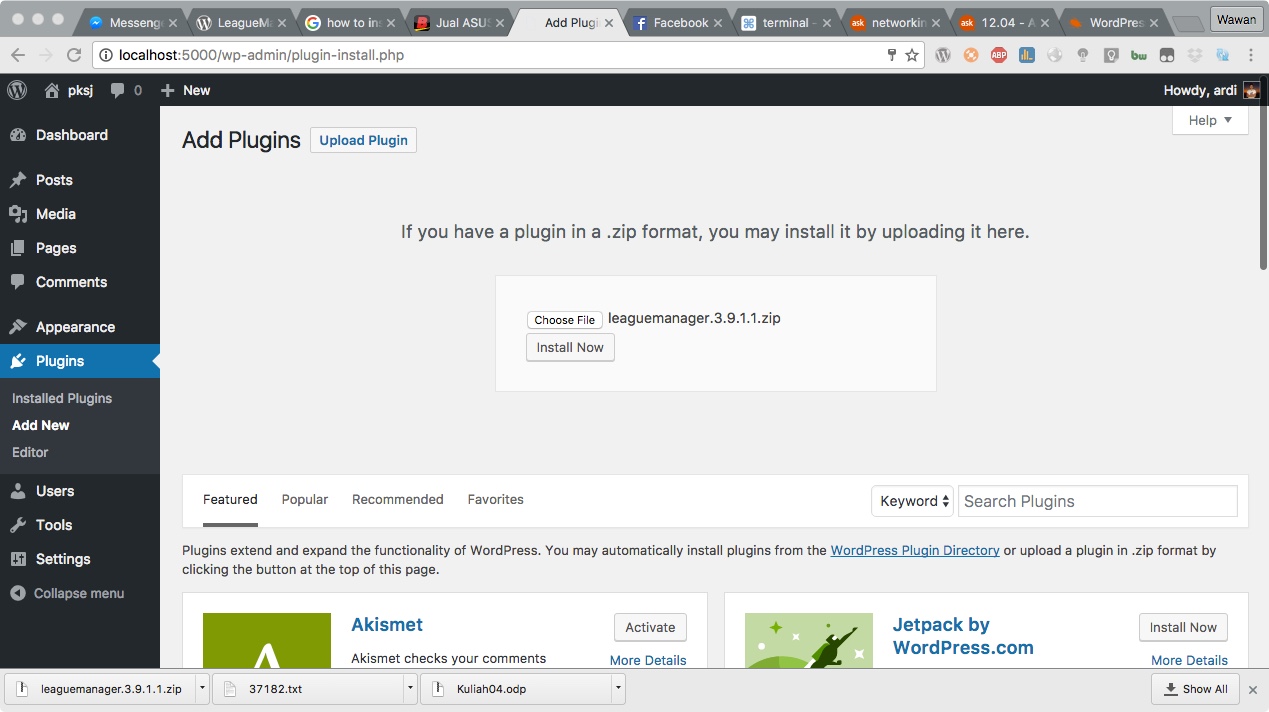 Messenge
LeagueMa
how to ins
Jual ASUS
Add Plugi
Facebook
terminal -
networkin
12.04 - A
WordPres
Wawan
localhost:5000/wp-admin/plugin-install.php
ABP
bw
pksj
0
+ New
Howdy, ardi
Help
Dashboard
Posts
Media
Pages
Comments
Appearance
Plugins
Installed Plugins
Add New
Editor
Users
Tools
Settings
Collapse menu
Add Plugins
Upload Plugin
If you have a plugin in a .zip format, you may install it by uploading it here.
Choose File leaguemanager.3.9.1.1.zip
Install Now
Featured Popular Recommended Favorites
Keyword
Search Plugins
Plugins extend and expand the functionality of WordPress. You may automatically install plugins from the WordPress Plugin Directory or upload a plugin in .zip format by
clicking the button at the top of this page.
Akismet
Activate
Akismet checks your comments
More Details
Jetpack by
WordPress.com
Install Now
More Details
leaguemanager.3.9.1.1.zip
37182.txt
Kuliah04.odp
Show All